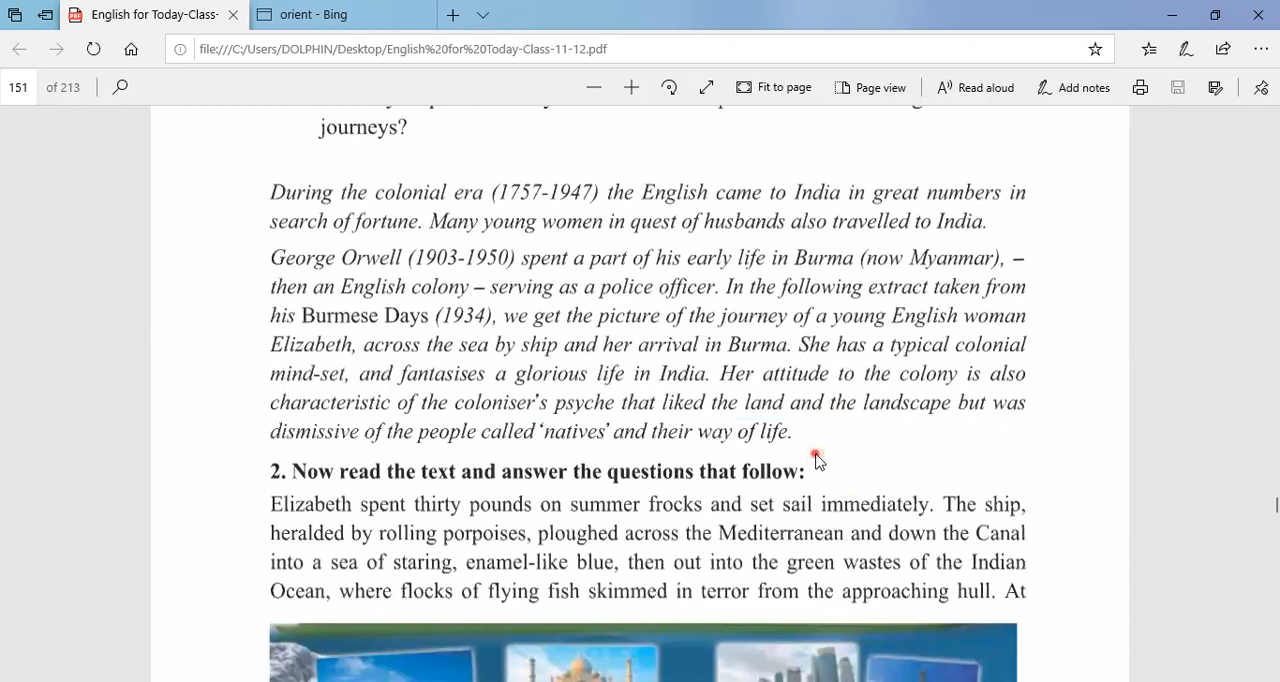 English for Today-Class
orient - Bing
file:///C:/Users/DOLPHIN/Desktop/English%20for%20Today-Class-11-12.pdf
151 of 213
Fit to page
Page view
Read aloud
Add notes
journeys?
During the colonial era (1757-1947) the English came to India in great numbers in
search of fortune. Many young women in quest of husbands also travelled to India.
George Orwell (1903-1950) spent a part of his early life in Burma (now Myanmar), –
then an English colony – serving as a police officer. In the following extract taken from
his Burmese Days (1934), we get the picture of the journey of a young English woman
Elizabeth, across the sea by ship and her arrival in Burma. She has a typical colonial
mind-set, and fantasises a glorious life in India. Her attitude to the colony is also
characteristic of the coloniser's psyche that liked the land and the landscape but was
dismissive of the people called 'natives' and their way of life.
2. Now read the text and answer the questions that follow:
Elizabeth spent thirty pounds on summer frocks and set sail immediately. The ship,
heralded by rolling porpoises, ploughed across the Mediterranean and down the Canal
into a sea of staring, enamel-like blue, then out into the green wastes of the Indian
Ocean, where flocks of flying fish skimmed in terror from the approaching hull. At